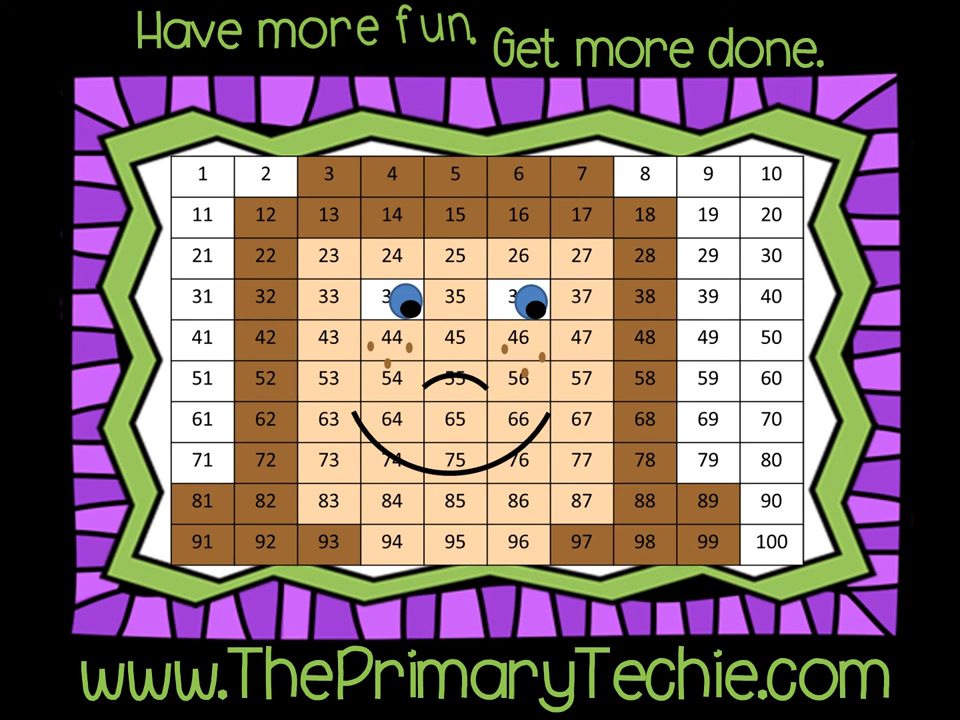 Have more fun. Get more done.
1 2 3 4 5 6 7 8 9 10
11 12 13 14 15 16 17 18 19 20
21 22 23 24 25 26 27 28 29 30
31 32 33 35 37 38 39 40
41 42 43 44 45 46 47 48 49 50
51 52 53 54 55 56 57 58 59 60
61 62 63 64 65 66 67 68 69 70
71 72 73 74 75 76 77 78 79 80
81 82 83 84 85 86 87 88 89 90
91 92 93 94 95 96 97 98 99 100
www.ThePrimaryTechie.com